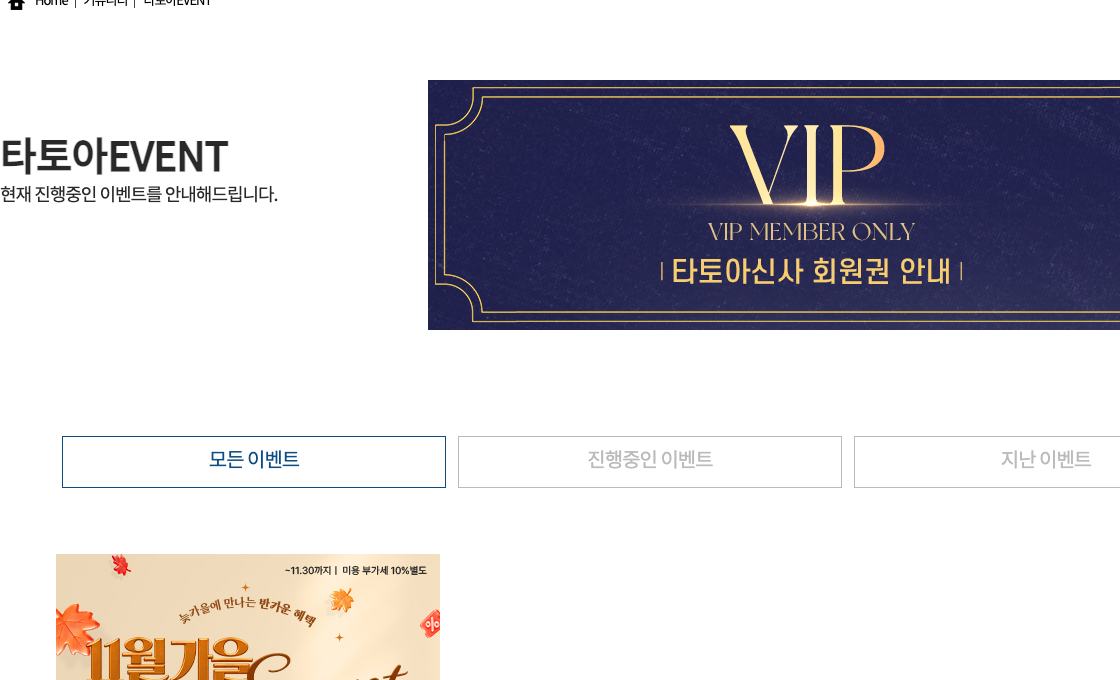 Home | 커뮤니티 | 타토아EVENT
타토아EVENT
현재 진행중인 이벤트를 안내해드립니다.
VIP
VIP MEMBER ONLY
타토아신사 회원권 안내
모든 이벤트
진행중인 이벤트
지난 이벤트
~11.30까지 | 미용 부가세 10%별도
늦가을에 만나는 반가운 혜택
%
11월 가을